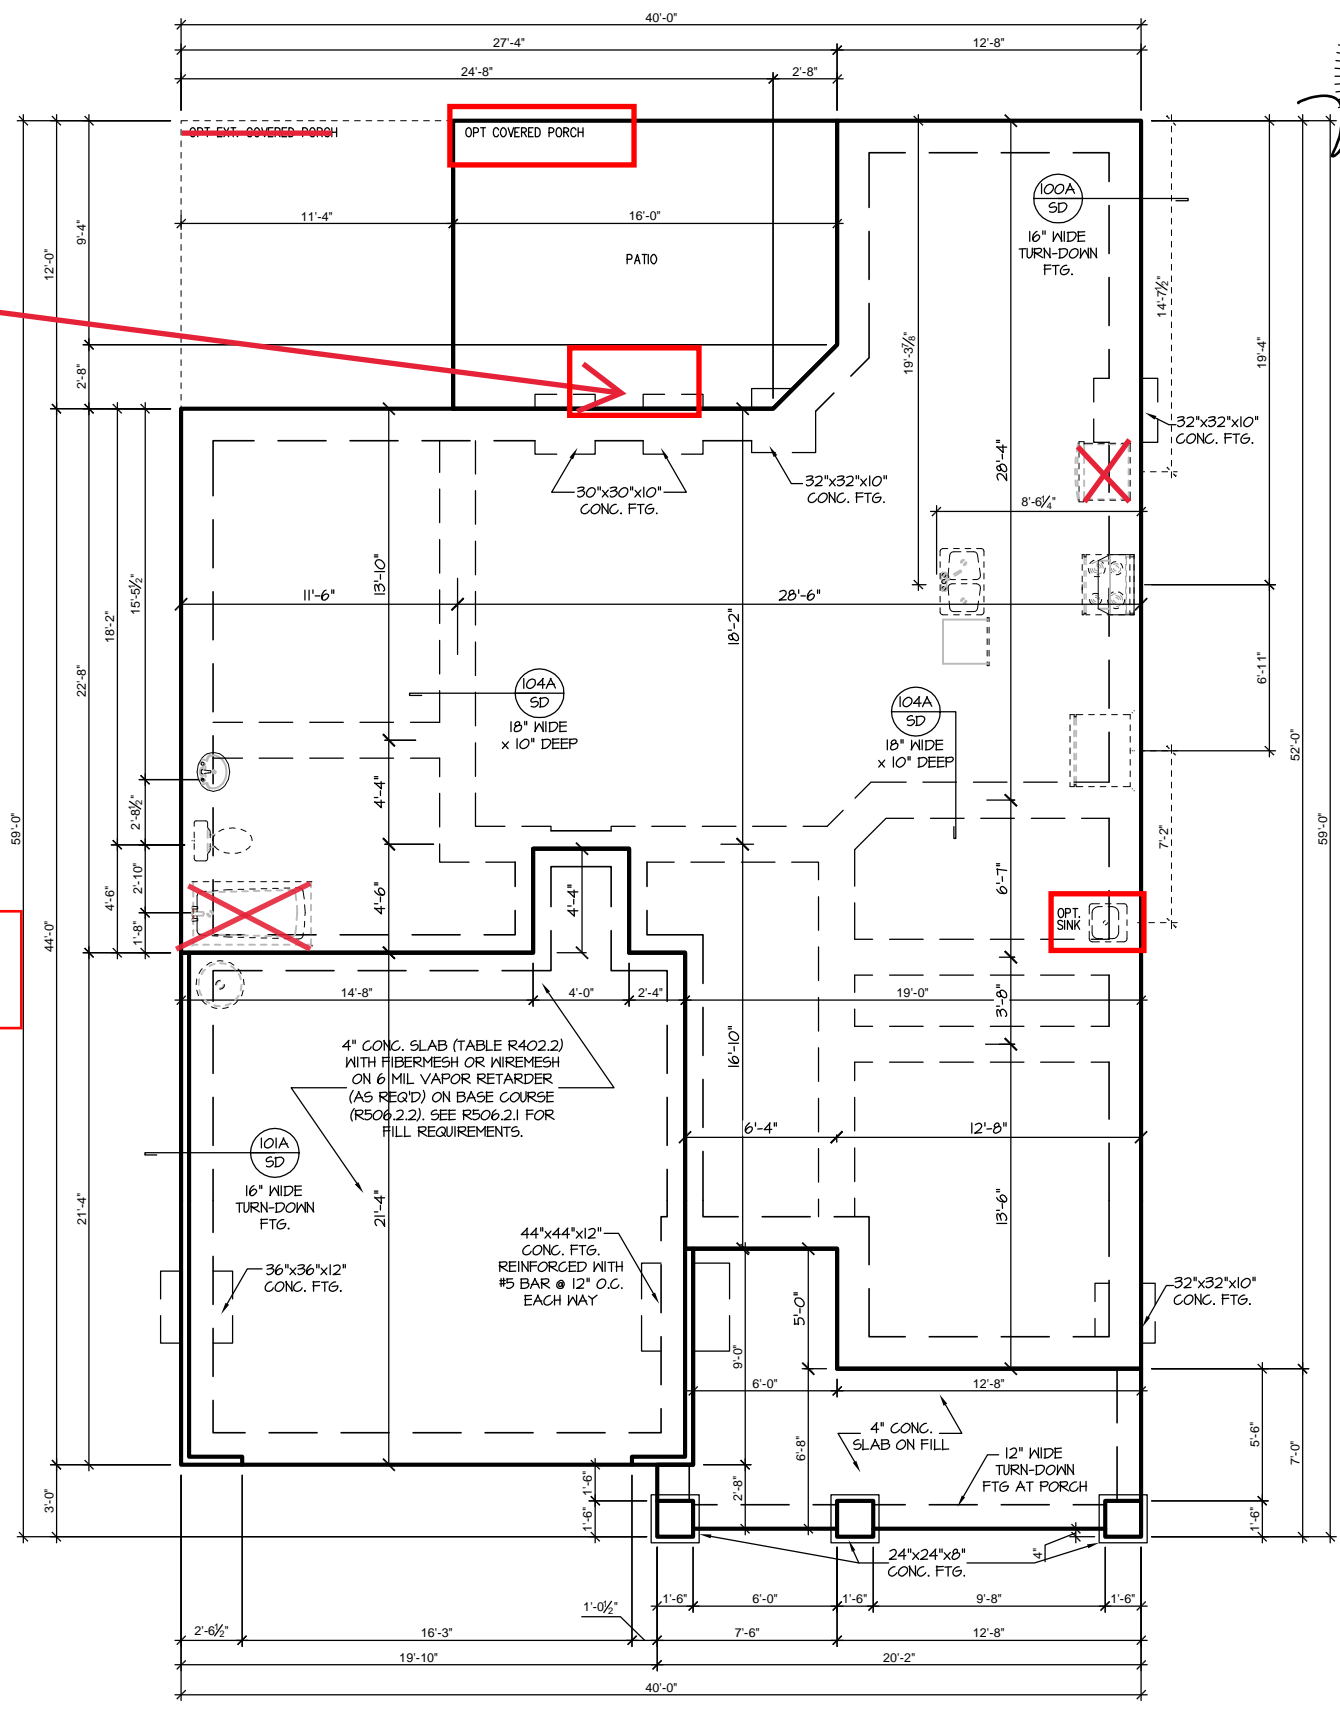 40'-0"
27'-4"
12'-8"
24'-8"
2'-8"
OPT EXT. COVERED PORCH
OPT COVERED PORCH
100A
SD
16" WIDE
TURN-DOWN
FTG.
11'-4"
16'-0"
PATIO
9'-4"
12'-0"
2'-8"
14'-7½"
19'-4"
19'-3⅞"
32"x32"x10"
CONC. FTG.
28'-4"
30"x30"x10"
CONC. FTG.
32"x32"x10"
CONC. FTG.
8'-6¼"
13'-10"
15'-5½"
11'-6"
28'-6"
18'-2"
18'-2"
22'-8"
6'-11"
104A
SD
18" WIDE
x 10" DEEP
104A
SD
18" WIDE
x 10" DEEP
52'-0"
59'-0"
59'-0"
4'-4"
2'-8½"
7'-2"
2'-10"
4'-6"
4'-6"
4'-4"
6'-7"
1'-8"
OPT.
SINK
44'-0"
14'-8"
4'-0"
2'-4"
19'-0"
3'-8"
4" CONC. SLAB (TABLE R402.2)
WITH FIBERMESH OR WIREMESH
ON 6 MIL VAPOR RETARDER
(AS REQ'D) ON BASE COURSE
(R506.2.2). SEE R506.2.1 FOR
FILL REQUIREMENTS.
16'-10"
6'-4"
12'-8"
101A
SD
16" WIDE
TURN-DOWN
FTG.
21'-4"
21'-4"
13'-6"
44"x44"x12"
CONC. FTG.
REINFORCED WITH
#5 BAR @ 12" O.C.
EACH WAY
36"x36"x12"
CONC. FTG.
32"x32"x10"
CONC. FTG.
5'-0"
9'-0"
6'-0"
12'-8"
4" CONC.
SLAB ON FILL
6'-8"
12" WIDE
TURN-DOWN
FTG AT PORCH
5'-6"
7'-0"
3'-0"
1'-6"
2'-8"
1'-6"
1'-6"
4"
24"x24"x8"
CONC. FTG.
1'-6"
6'-0"
1'-6"
9'-8"
1'-6"
1'-0½"
2'-6½"
16'-3"
7'-6"
12'-8"
19'-10"
20'-2"
40'-0"